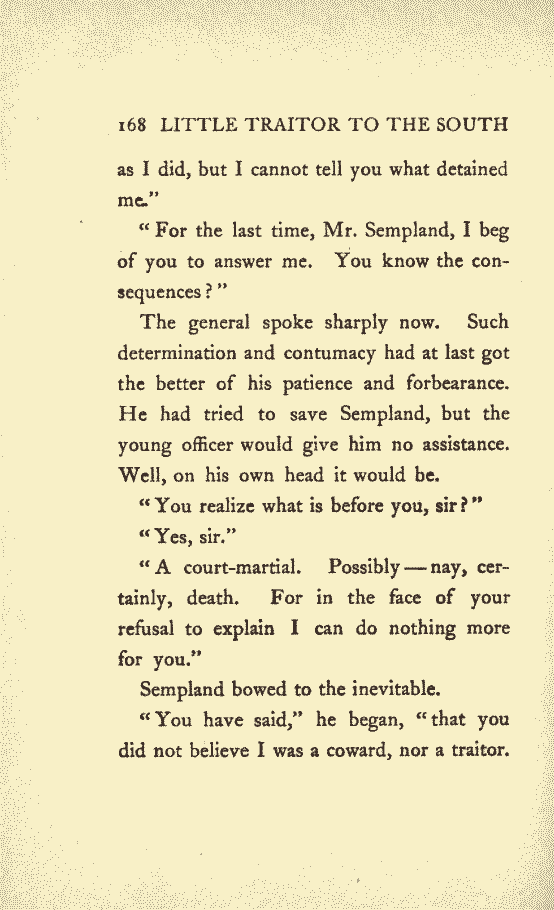 168 LITTLE TRAITOR TO THE SOUTH
as I did, but I cannot tell you what detained
me."
"For the last time, Mr. Sempland, I beg
of you to answer me. You know the con-
sequences?"
The general spoke sharply now. Such
determination and contumacy had at last got
the better of his patience and forbearance.
He had tried to save Sempland, but the
young officer would give him no assistance.
Well, on his own head it would be.
"You realize what is before you, sir?"
"Yes, sir."
"A court-martial. Possibly — nay, cer-
tainly, death. For in the face of your
refusal to explain I can do nothing more
for you."
Sempland bowed to the inevitable.
"You have said," he began, "that you
did not believe I was a coward, nor a traitor.